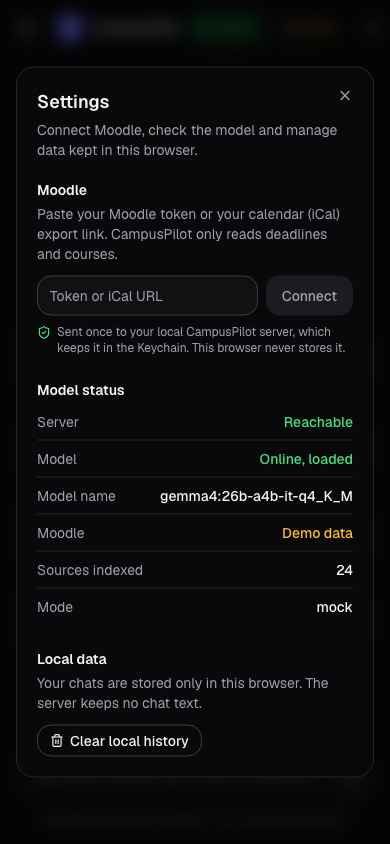 Settings
Connect Moodle, check the model and manage
data kept in this browser.
Moodle
Paste your Moodle token or your calendar (iCal)
export link. CampusPilot only reads deadlines
and courses.
Token or iCal URL
Connect
Sent once to your local CampusPilot server, which
keeps it in the Keychain. This browser never stores it.
Model status
Server Reachable
Model Online, loaded
Model name gemma4:26b-a4b-it-q4_K_M
Moodle Demo data
Sources indexed 24
Mode mock
Local data
Your chats are stored only in this browser. The
server keeps no chat text.
Clear local history